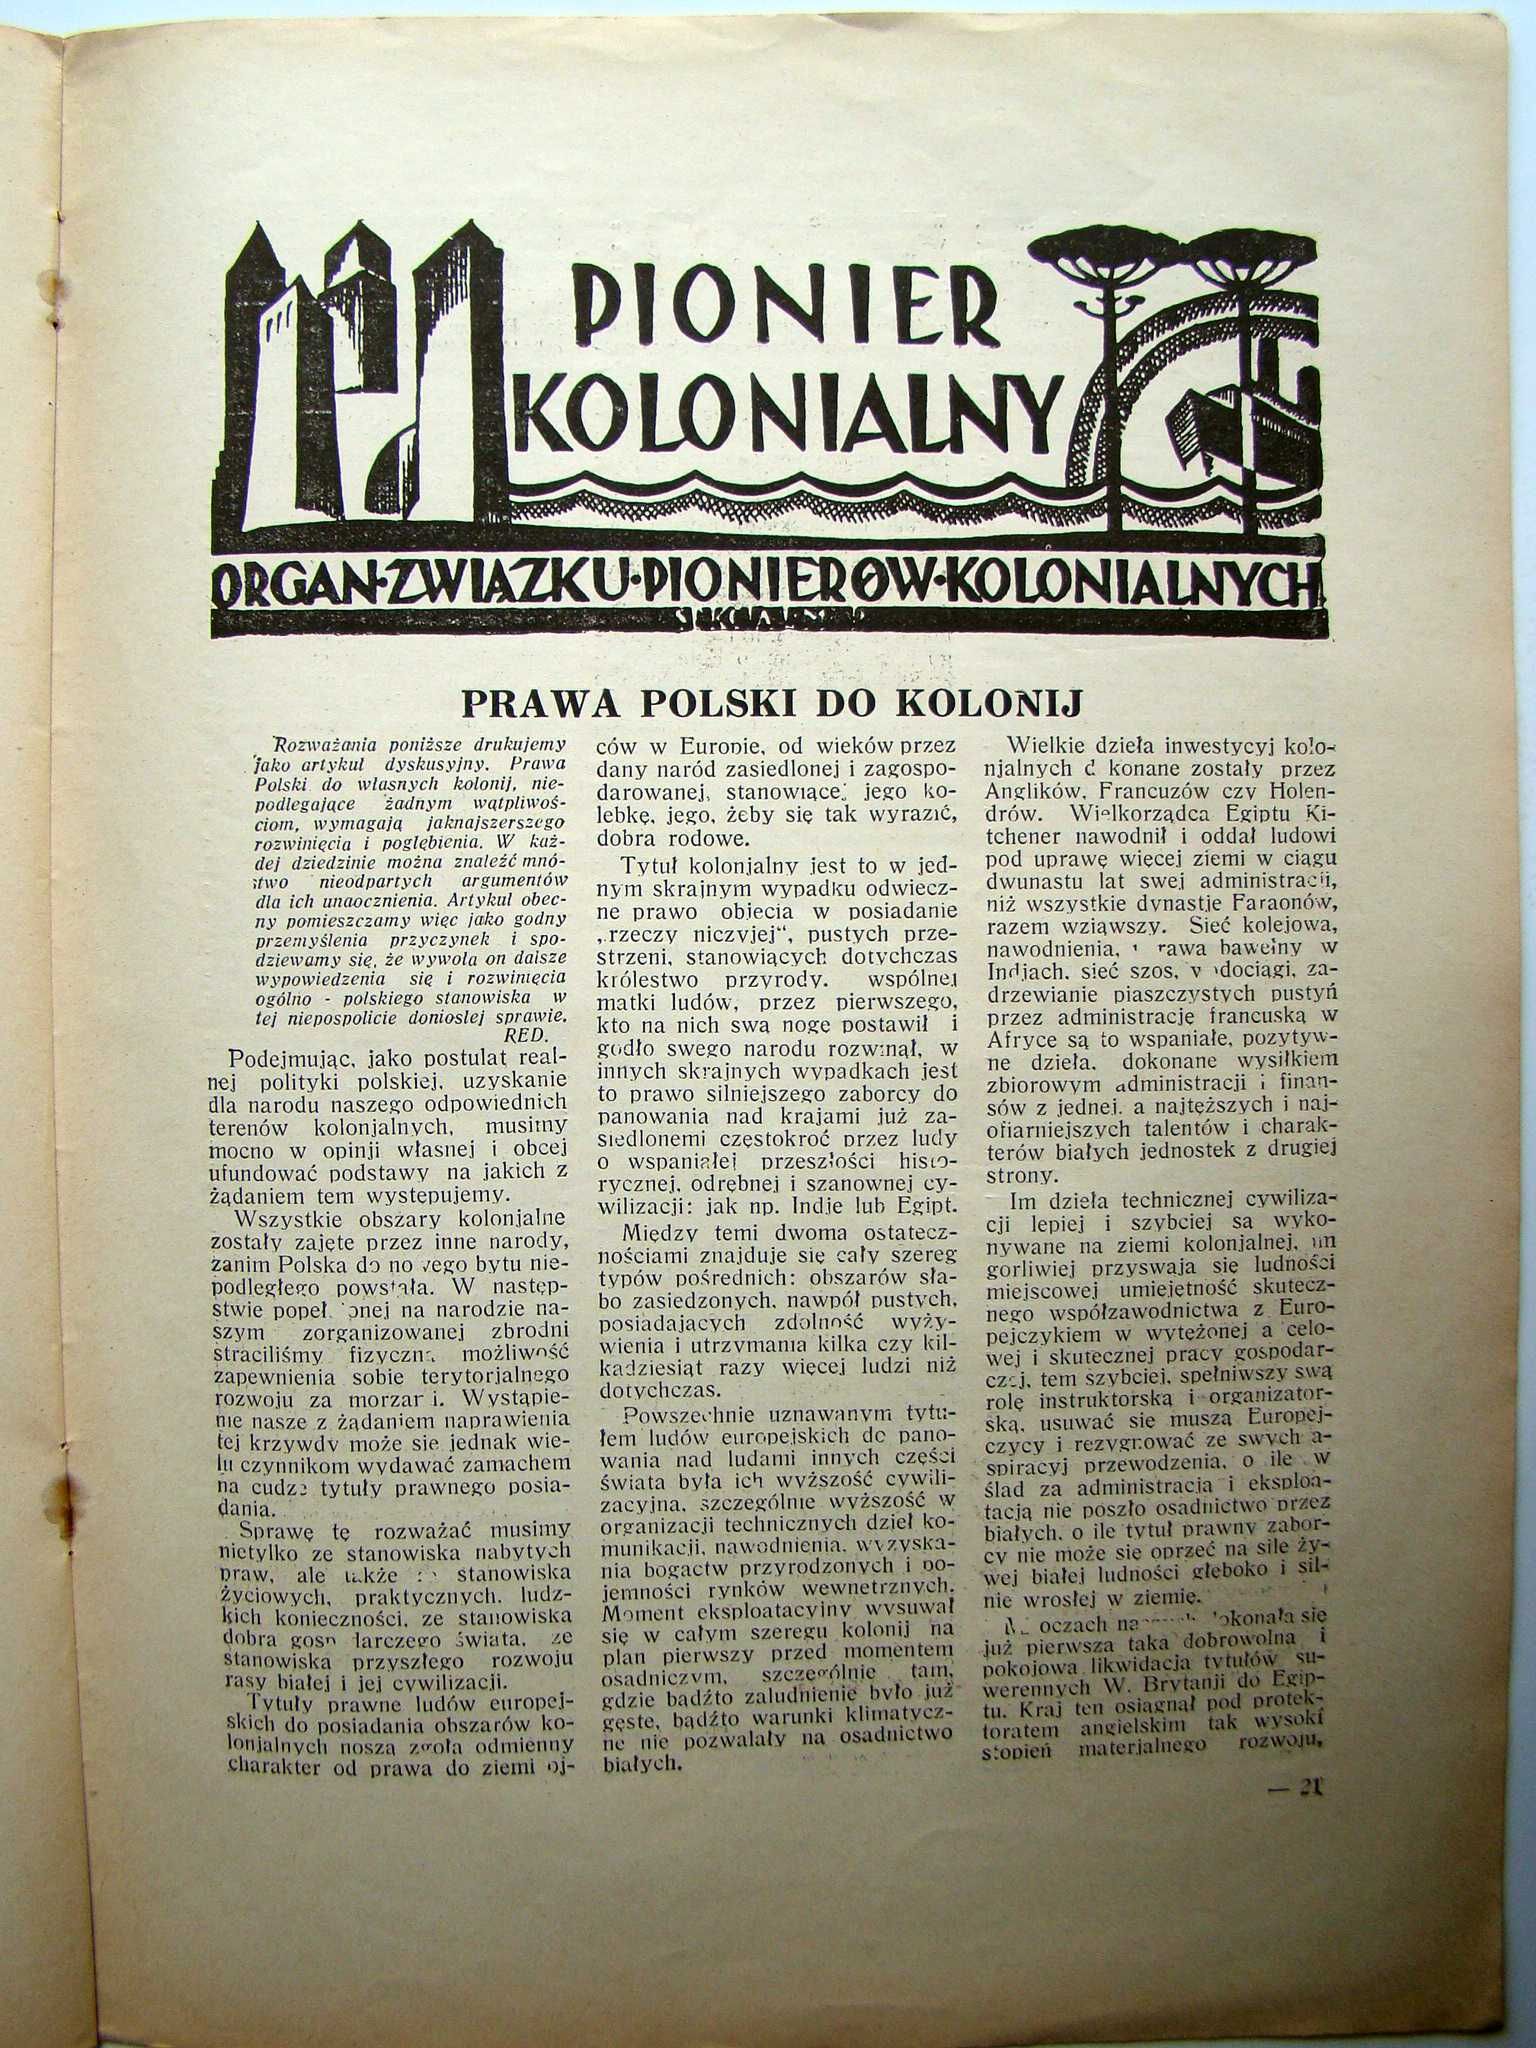 PIONIER
KOLONIALNY
ORGAN·ZWIĄZKU·PIONIERÓW·KOLONIALNYCH
PRAWA POLSKI DO KOLONIJ
Rozważania poniższe drukujemy
jako artykuł dyskusyjny. Prawa
Polski do własnych kolonij, nie-
podlegające żadnym wątpliwoś-
ciom, wymagają jaknajszerszego
rozwinięcia i pogłębienia. W każ-
dej dziedzinie można znaleźć mnó-
stwo nieodpartych argumentów
dla ich unaocznienia. Artykuł obec-
ny pomieszczamy więc jako godny
przemyślenia przyczynek i spo-
dziewamy się, że wywoła on dalsze
wypowiedzenia się i rozwinięcia
ogólno - polskiego stanowiska w
tej niepospolicie doniosłej sprawie.
RED.
Podejmując, jako postulat real-
nej polityki polskiej, uzyskanie
dla narodu naszego odpowiednich
terenów kolonjalnych, musimy
mocno w opinji własnej i obcej
ufundować podstawy na jakich z
żądaniem tem występujemy.
Wszystkie obszary kolonjalne
zostały zajęte przez inne narody,
zanim Polska do nowego bytu nie-
podległego powstała. W następ-
stwie popełnionej na narodzie na-
szym zorganizowanej zbrodni
straciliśmy fizyczną możliwość
zapewnienia sobie terytorjalnego
rozwoju za morzami. Wystąpie-
nie nasze z żądaniem naprawienia
tej krzywdy może się jednak wie-
lu czynnikom wydawać zamachem
na cudze tytuły prawnego posia-
dania.
Sprawę tę rozważać musimy
nietylko ze stanowiska nabytych
praw, ale także ze stanowiska
życiowych, praktycznych, ludz-
kich konieczności, ze stanowiska
dobra gospodarczego świata, ze
stanowiska przyszłego rozwoju
rasy białej i jej cywilizacji.
Tytuły prawne ludów europej-
skich do posiadania obszarów ko-
lonjalnych noszą zgoła odmienny
charakter od prawa do ziemi oj-
ców w Europie, od wieków przez
dany naród zasiedlonej i zagospo-
darowanej, stanowiącej jego ko-
lebkę, jego, żeby się tak wyrazić,
dobra rodowe.
Tytuł kolonjalny jest to w jed-
nym skrajnym wypadku odwiecz-
ne prawo objęcia w posiadanie
„rzeczy niczyjej“, pustych prze-
strzeni, stanowiących dotychczas
królestwo przyrody, wspólnej
matki ludów, przez pierwszego,
kto na nich swą nogę postawił i
godło swego narodu rozwinął, w
innych skrajnych wypadkach jest
to prawo silniejszego zaborcy do
panowania nad krajami już za-
siedlonemi częstokroć przez ludy
o wspaniałej przeszłości histo-
rycznej, odrębnej i szanownej cy-
wilizacji: jak np. Indje lub Egipt.
Między temi dwoma ostatecz-
nościami znajduje się cały szereg
typów pośrednich: obszarów sła-
bo zasiedzonych, nawpół pustych,
posiadających zdolność wyży-
wienia i utrzymania kilka czy kil-
kadziesiąt razy więcej ludzi niż
dotychczas.
Powszechnie uznawanym tytu-
łem ludów europejskich do pano-
wania nad ludami innych części
świata była ich wyższość cywili-
zacyjna, szczególnie wyższość w
organizacji technicznych dzieł ko-
munikacji, nawodnienia, wyzyska-
nia bogactw przyrodzonych i po-
jemności rynków wewnętrznych.
Moment eksploatacyjny wysuwał
się w całym szeregu kolonij na
plan pierwszy przed momentem
osadniczym, szczególnie tam,
gdzie bądźto zaludnienie było już
gęste, bądźto warunki klimatycz-
ne nie pozwalały na osadnictwo
białych.
Wielkie dzieła inwestycyj kolo-
njalnych dokonane zostały przez
Anglików, Francuzów czy Holen-
drów. Wielkorządca Egiptu Ki-
tchener nawodnił i oddał ludowi
pod uprawę więcej ziemi w ciągu
dwunastu lat swej administracji,
niż wszystkie dynastje Faraonów,
razem wziąwszy. Sieć kolejowa,
nawodnienia, uprawa bawełny w
Indjach, sieć szos, wodociągi, za-
drzewianie piaszczystych pustyń
przez administrację francuską w
Afryce są to wspaniałe, pozytyw-
ne dzieła, dokonane wysiłkiem
zbiorowym administracji i finan-
sów z jednej, a najtęższych i naj-
ofiarniejszych talentów i charak-
terów białych jednostek z drugiej
strony.
Im dzieła technicznej cywiliza-
cji lepiej i szybciej są wyko-
nywane na ziemi kolonjalnej, im
gorliwiej przyswaja się ludności
miejscowej umiejętność skutecz-
nego współzawodnictwa z Euro-
pejczykiem w wytężonej a celo-
wej i skutecznej pracy gospodar-
czej, tem szybciej, spełniwszy swą
rolę instruktorską i organizator-
ską, usuwać się muszą Europej-
czycy i rezygnować ze swych a-
spiracyj przewodzenia, o ile w
ślad za administracją i eksploa-
tacją nie poszło osadnictwo przez
białych, o ile tytuł prawny zabor-
cy nie może się oprzeć na sile ży-
wej białej ludności głęboko i sil-
nie wrosłej w ziemię.
oczach dokonała się
już pierwsza taka dobrowolna i
pokojowa likwidacja tytułów su-
werennych W. Brytanji do Egip-
tu. Kraj ten osiągnął pod protek-
toratem angielskim tak wysoki
stopień materjalnego rozwoju,
— 21